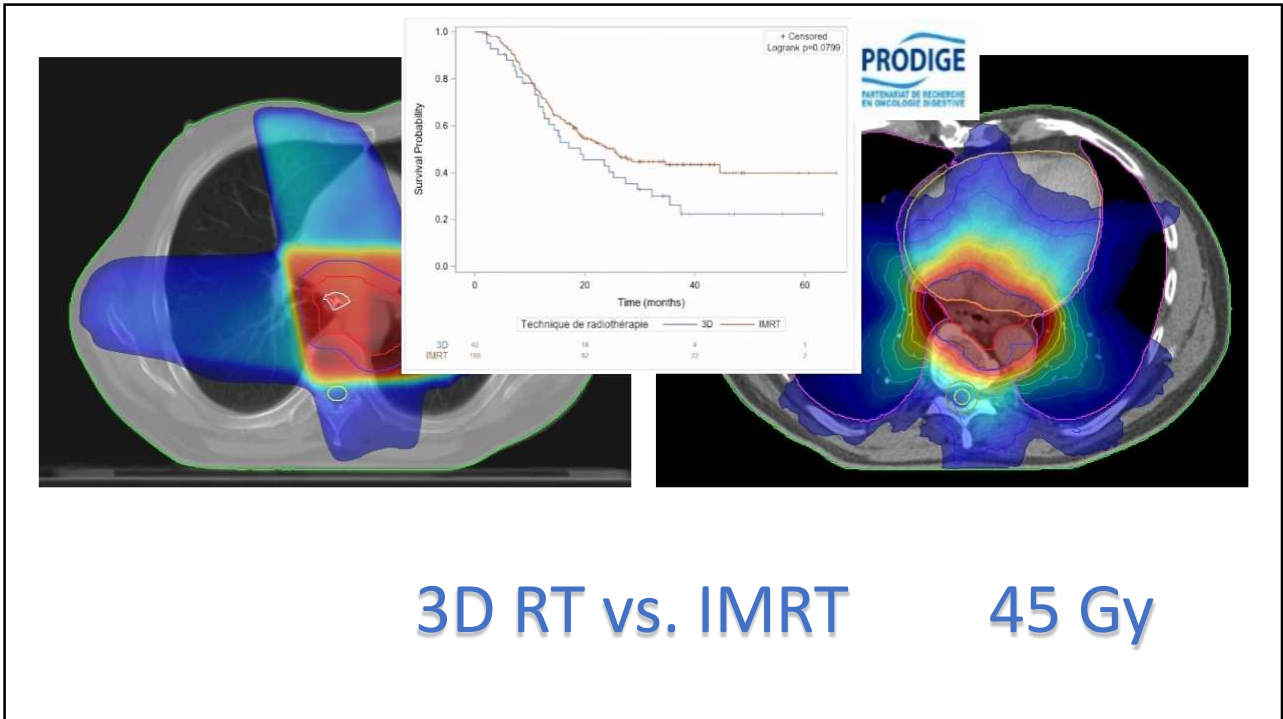 1.0
0.8
0.6
0.4
0.2
0.0
Survival Probability
+ Censored
Logrank p=0.0799
0
20
40
60
Time (months)
Technique de radiothérapie 3D IMRT
3D 42 18 4 1
IMRT 82 22 2
PRODIGE
PARTENARIAT DE RECHERCHE
EN ONCOLOGIE DIGESTIVE
3D RT vs. IMRT 45 Gy